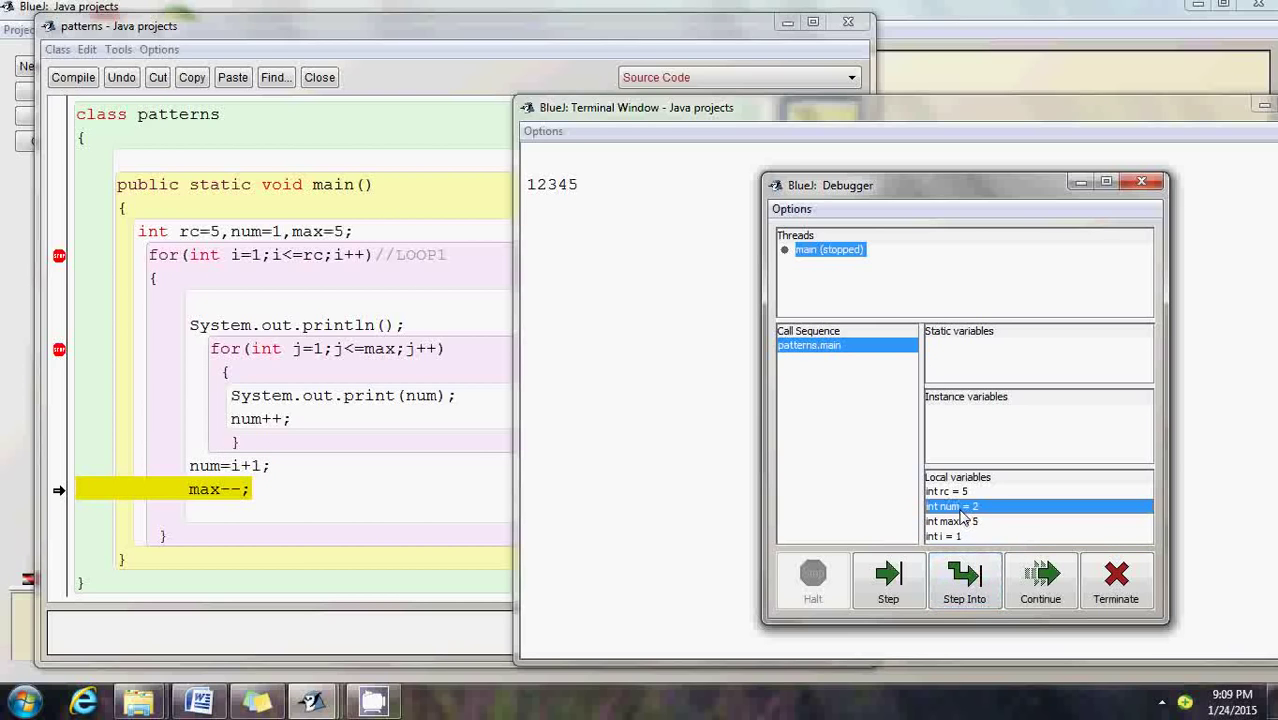 BlueJ: Java projects
patterns - Java projects
Class Edit Tools Options
Compile Undo Cut Copy Paste Find... Close Source Code
class patterns
{
public static void main()
{
int rc=5,num=1,max=5;
for(int i=1;i<=rc;i++)//LOOP1
{
System.out.println();
for(int j=1;j<=max;j++)
{
System.out.print(num);
num++;
}
num=i+1;
max--;
}
}
}
BlueJ: Terminal Window - Java projects
Options
12345
BlueJ: Debugger
Options
Threads
main (stopped)
Call Sequence
patterns.main
Static variables
Instance variables
Local variables
int rc = 5
int num = 2
int max = 5
int i = 1
Halt Step Step Into Continue Terminate
9:09 PM
1/24/2015